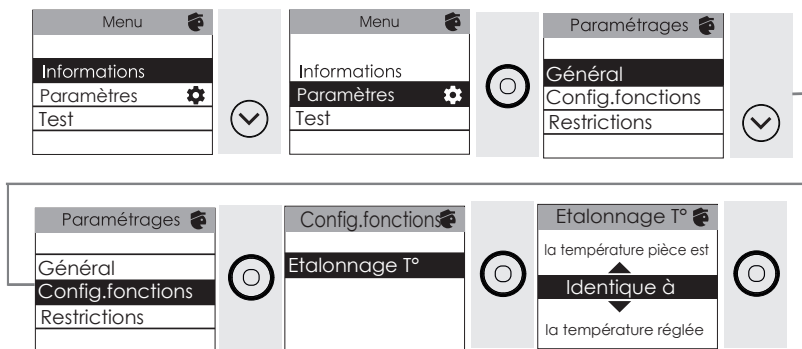 Menu
Informations
Paramètres
Test
Menu
Informations
Paramètres
Test
Paramétrages
Général
Config.fonctions
Restrictions
Paramétrages
Général
Config.fonctions
Restrictions
Config.fonctions
Etalonnage T°
Etalonnage T°
la température pièce est
Identique à
la température réglée